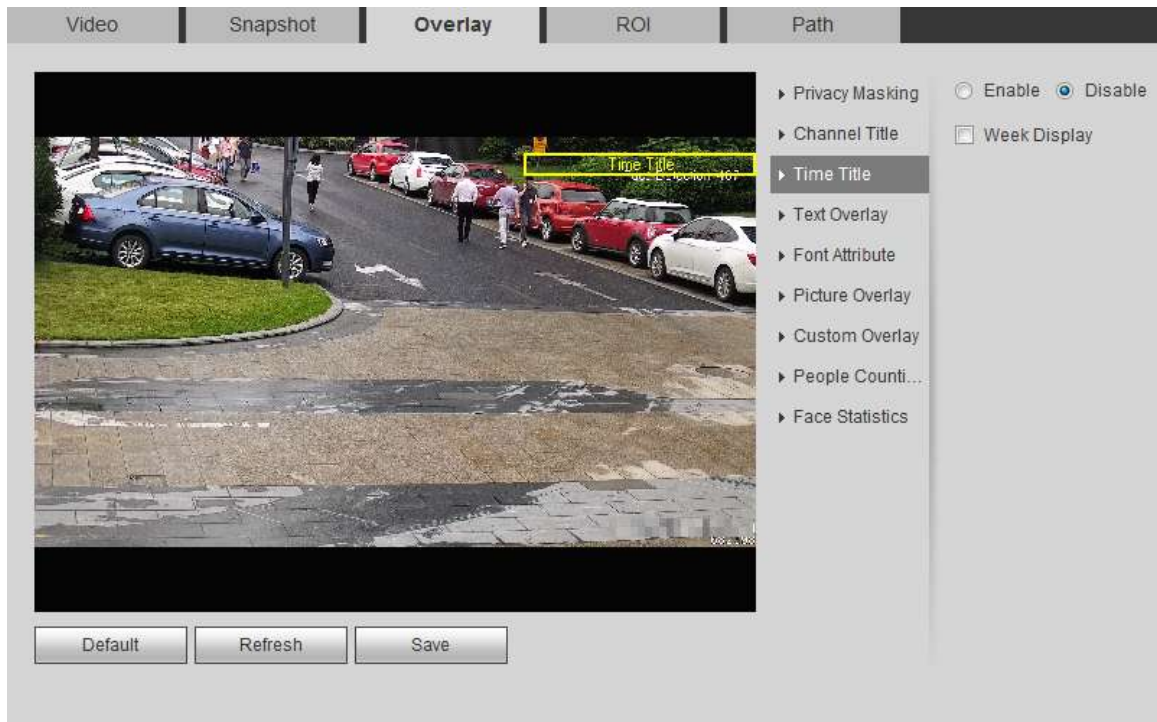 Video Snapshot Overlay ROI Path
Privacy Masking
Channel Title
Time Title
Text Overlay
Font Attribute
Picture Overlay
Custom Overlay
People Counti...
Face Statistics
Enable Disable
Week Display
Time Title
Default Refresh Save